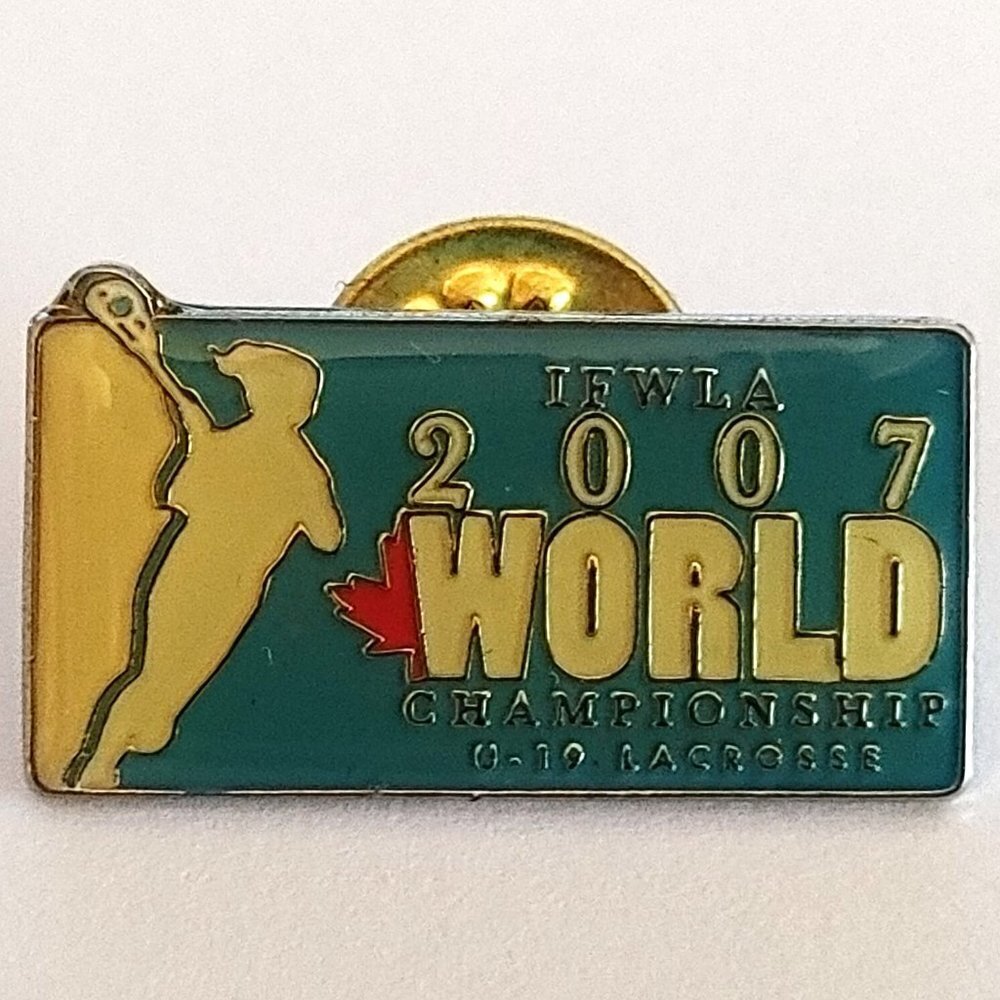 IFWLA
2007
WORLD
CHAMPIONSHIP
U-19 LACROSSE